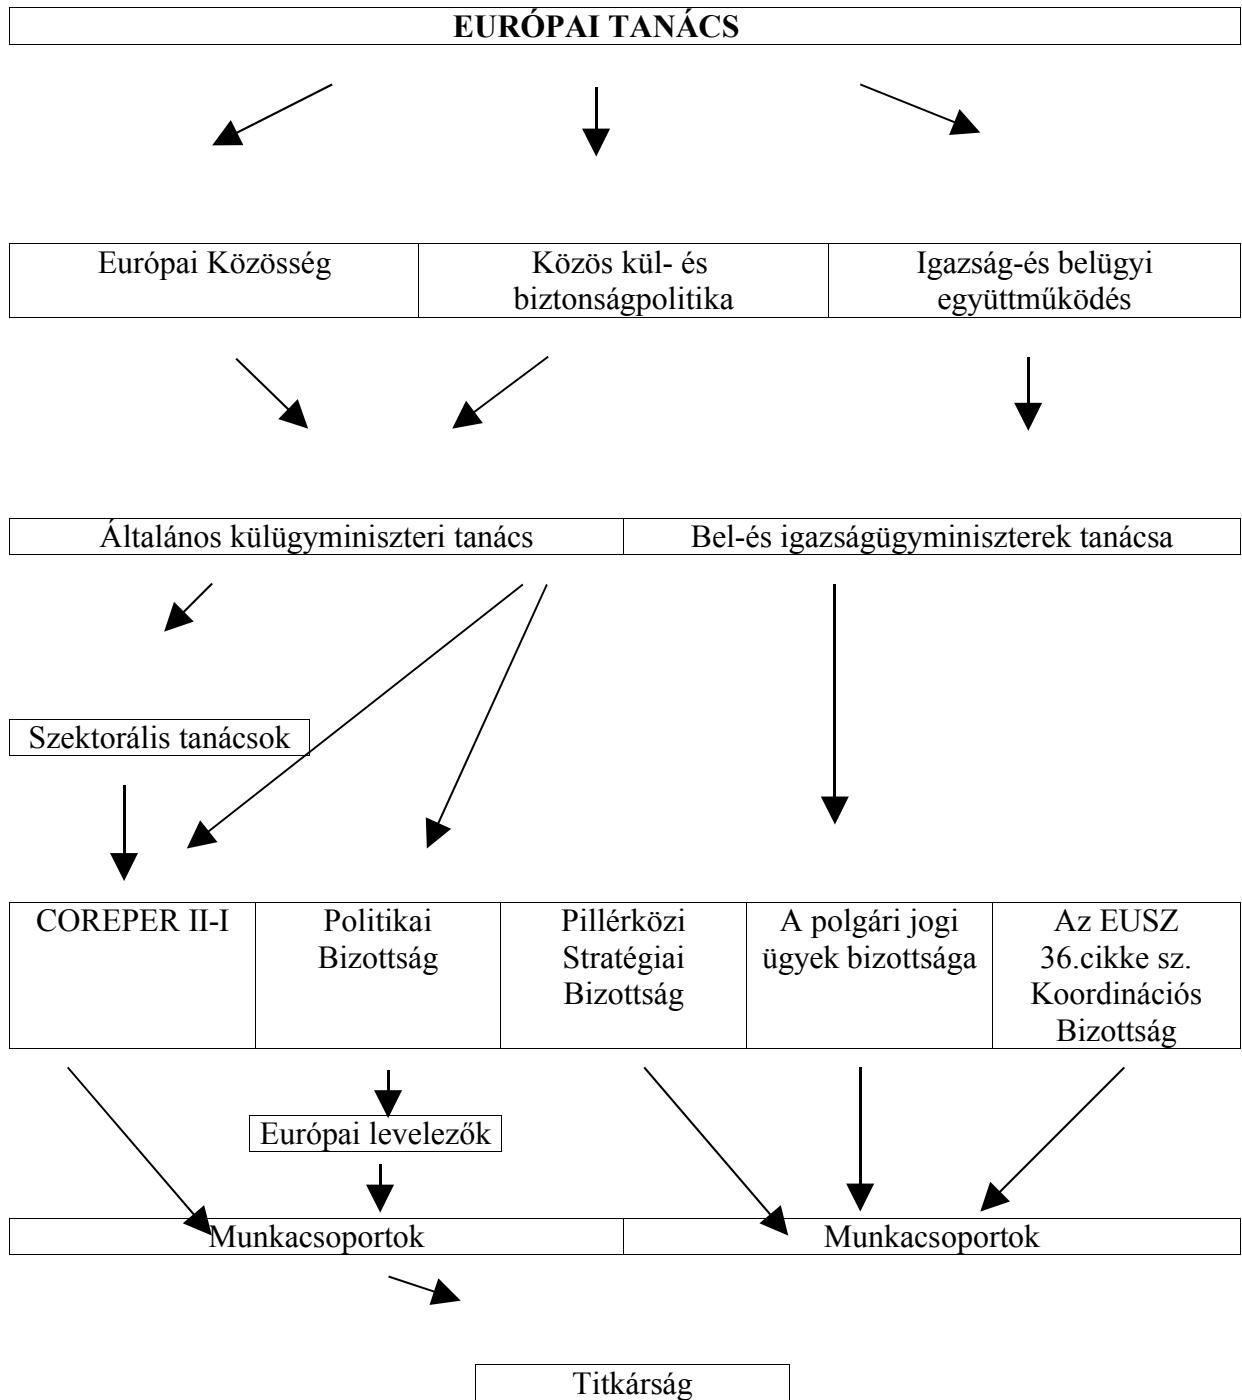 EURÓPAI TANÁCS
Európai Közösség
Közös kül- és
biztonságpolitika
Igazság-és belügyi
együttműködés
Általános külügyminiszteri tanács
Bel-és igazságügyminiszterek tanácsa
Szektorális tanácsok
COREPER II-I
Politikai
Bizottság
Pillérközi
Stratégiai
Bizottság
A polgári jogi
ügyek bizottsága
Az EUSZ
36.cikke sz.
Koordinációs
Bizottság
Európai levelezők
Munkacsoportok
Munkacsoportok
Titkárság